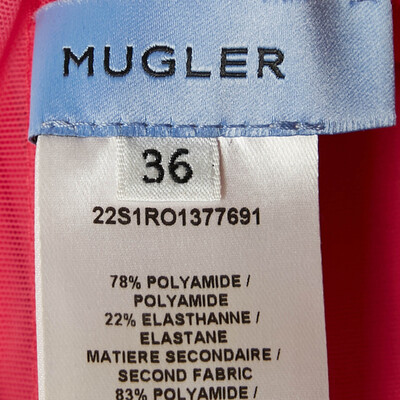 MUGLER
36
22S1RO1377691
78% POLYAMIDE /
POLYAMIDE
22% ELASTHANNE /
ELASTANE
MATIERE SECONDAIRE /
SECOND FABRIC
83% POLYAMIDE /